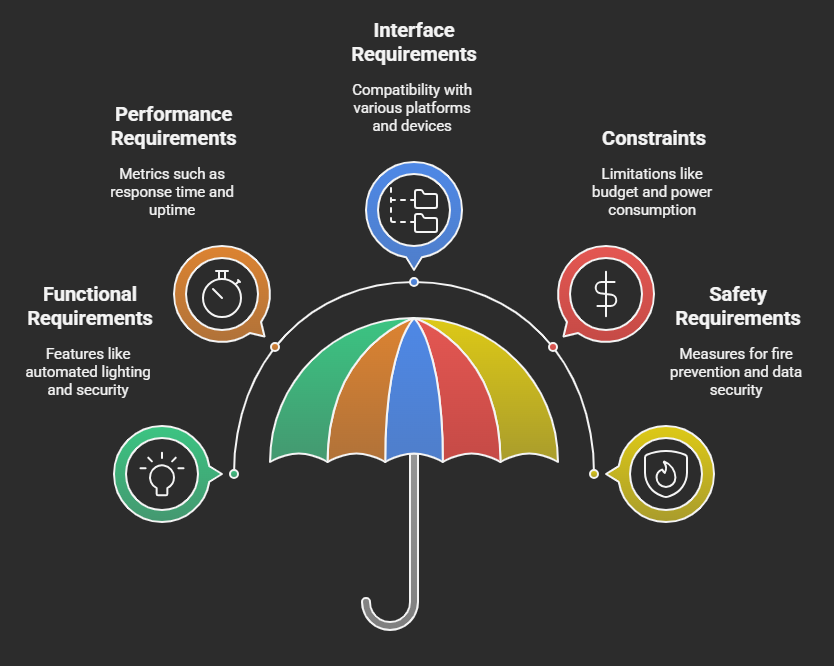 Interface
Requirements
Compatibility with
various platforms
and devices
Performance
Requirements
Metrics such as
response time and
uptime
Constraints
Limitations like
budget and power
consumption
Functional
Requirements
Features like
automated lighting
and security
Safety
Requirements
Measures for fire
prevention and data
security